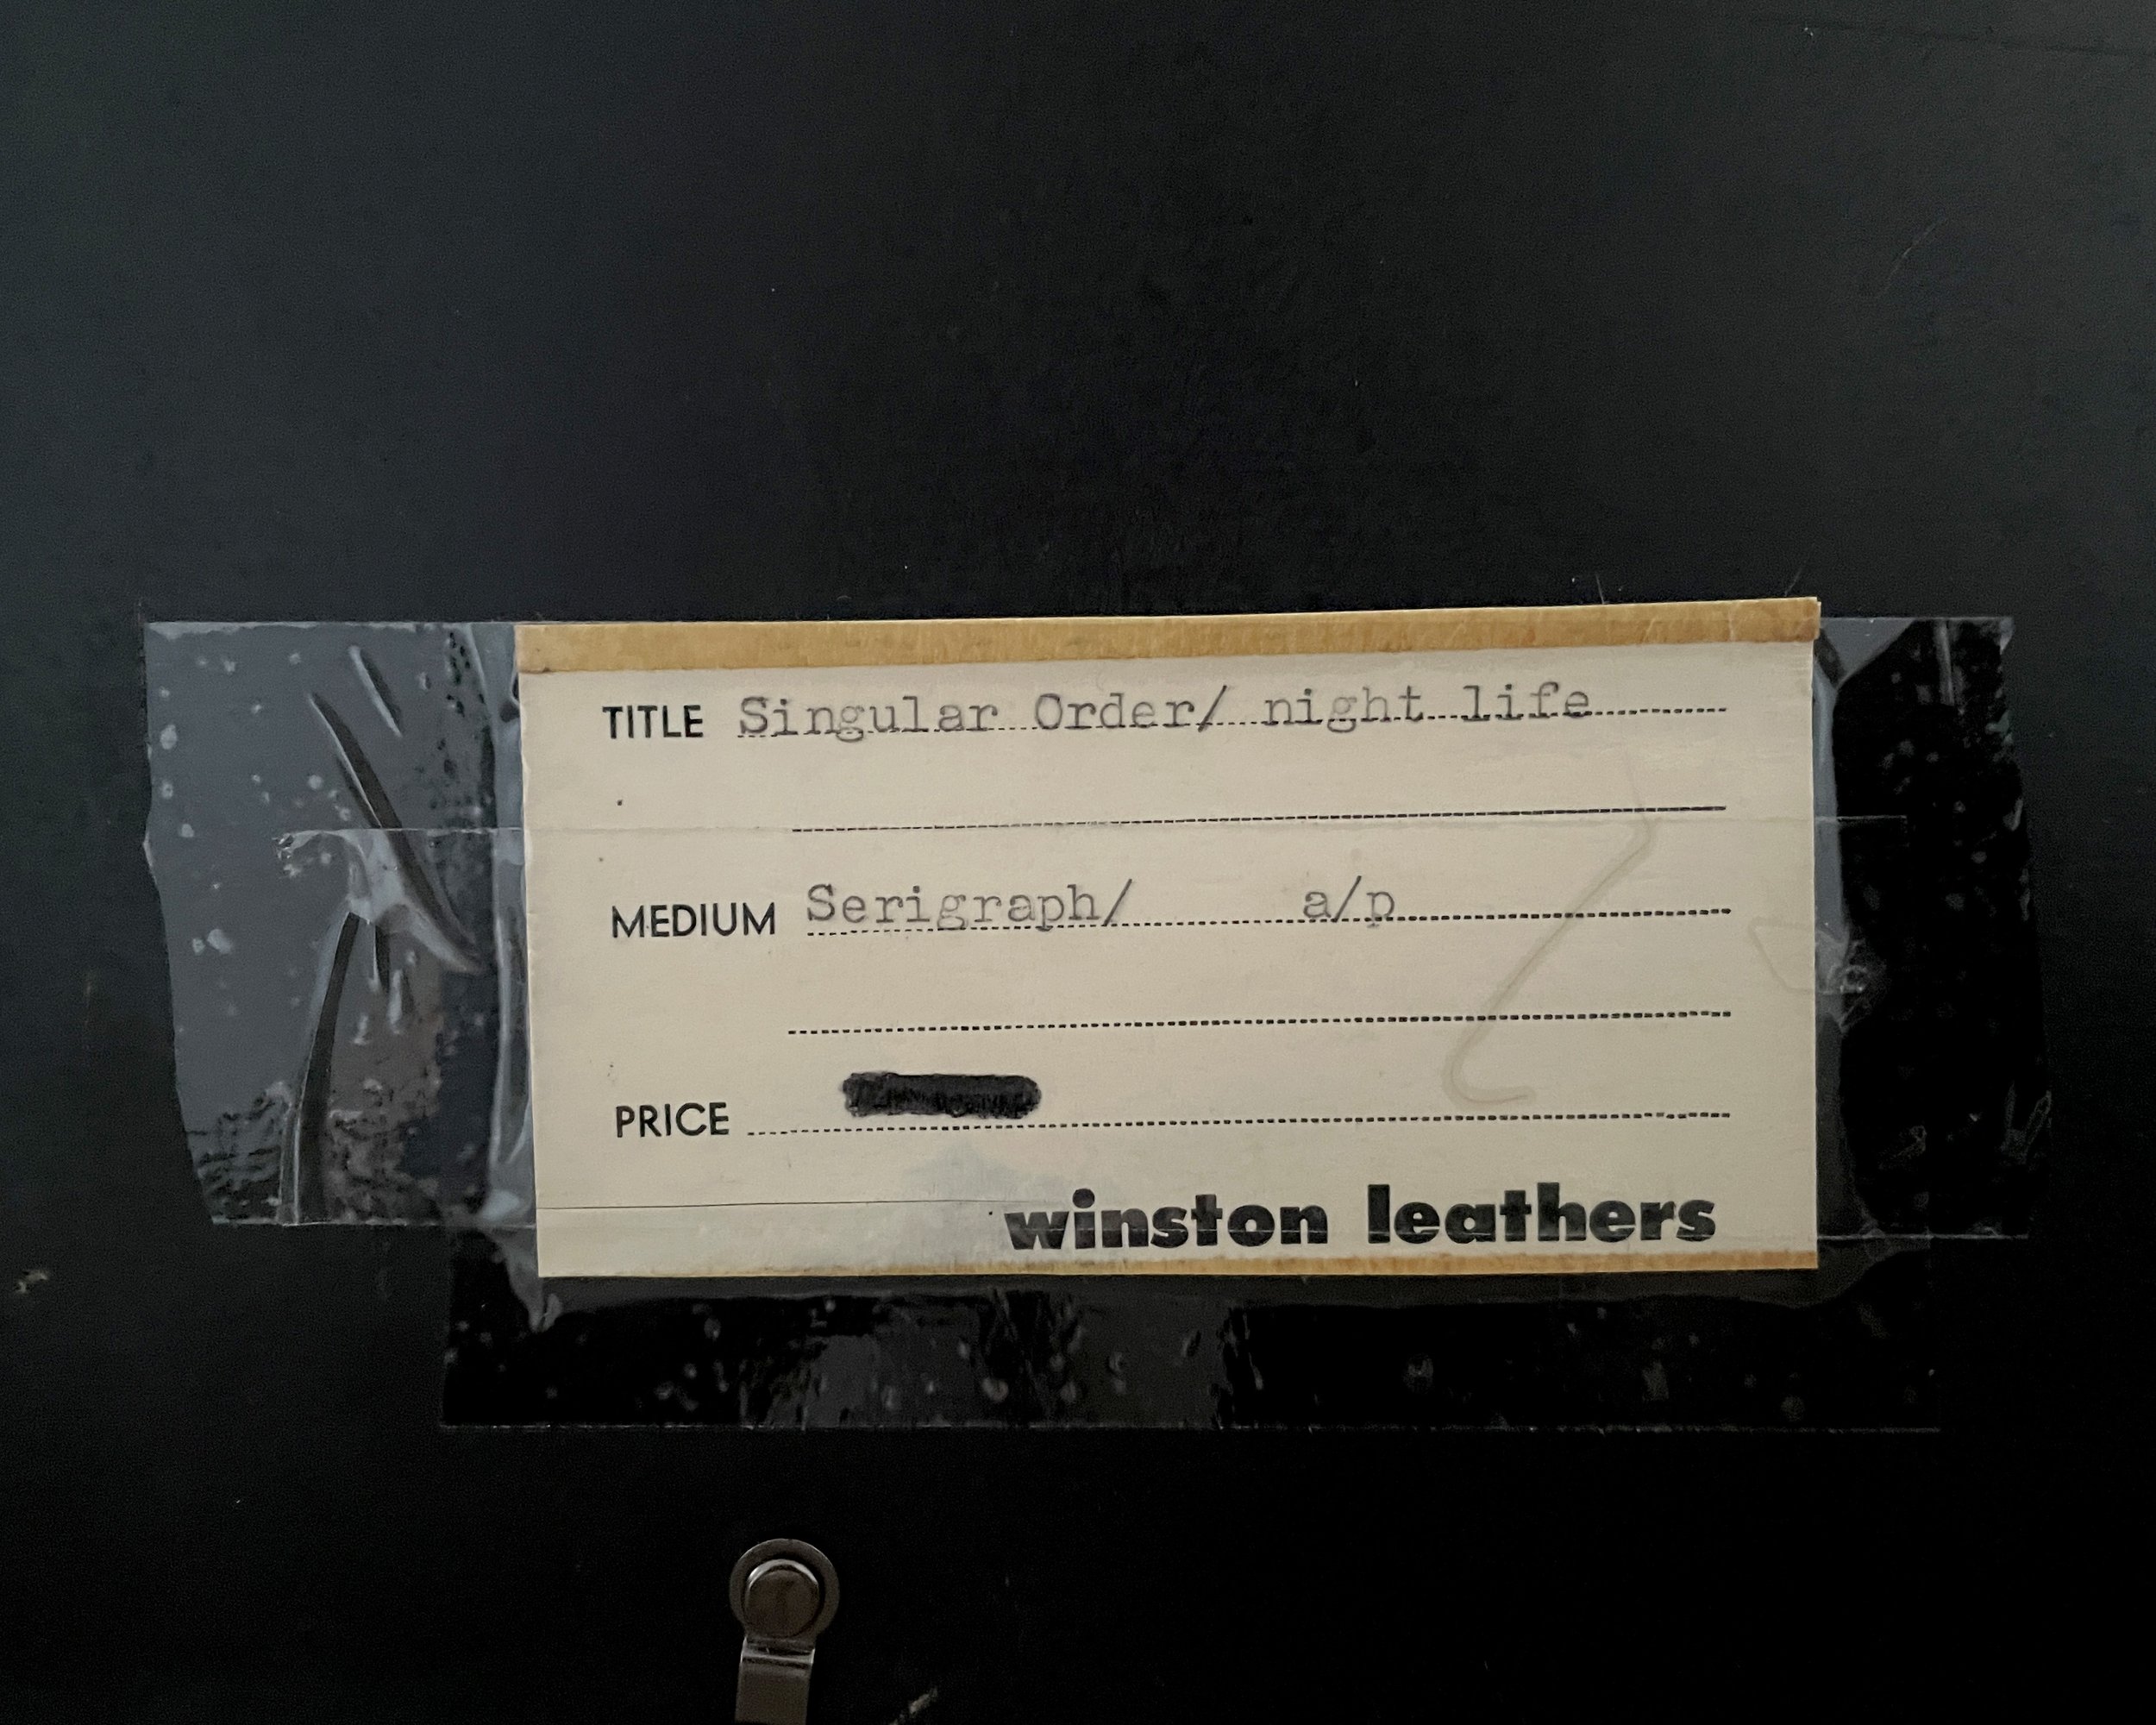 TITLE Singular Order/ night life
MEDIUM Serigraph/ a/p
PRICE
winston leathers